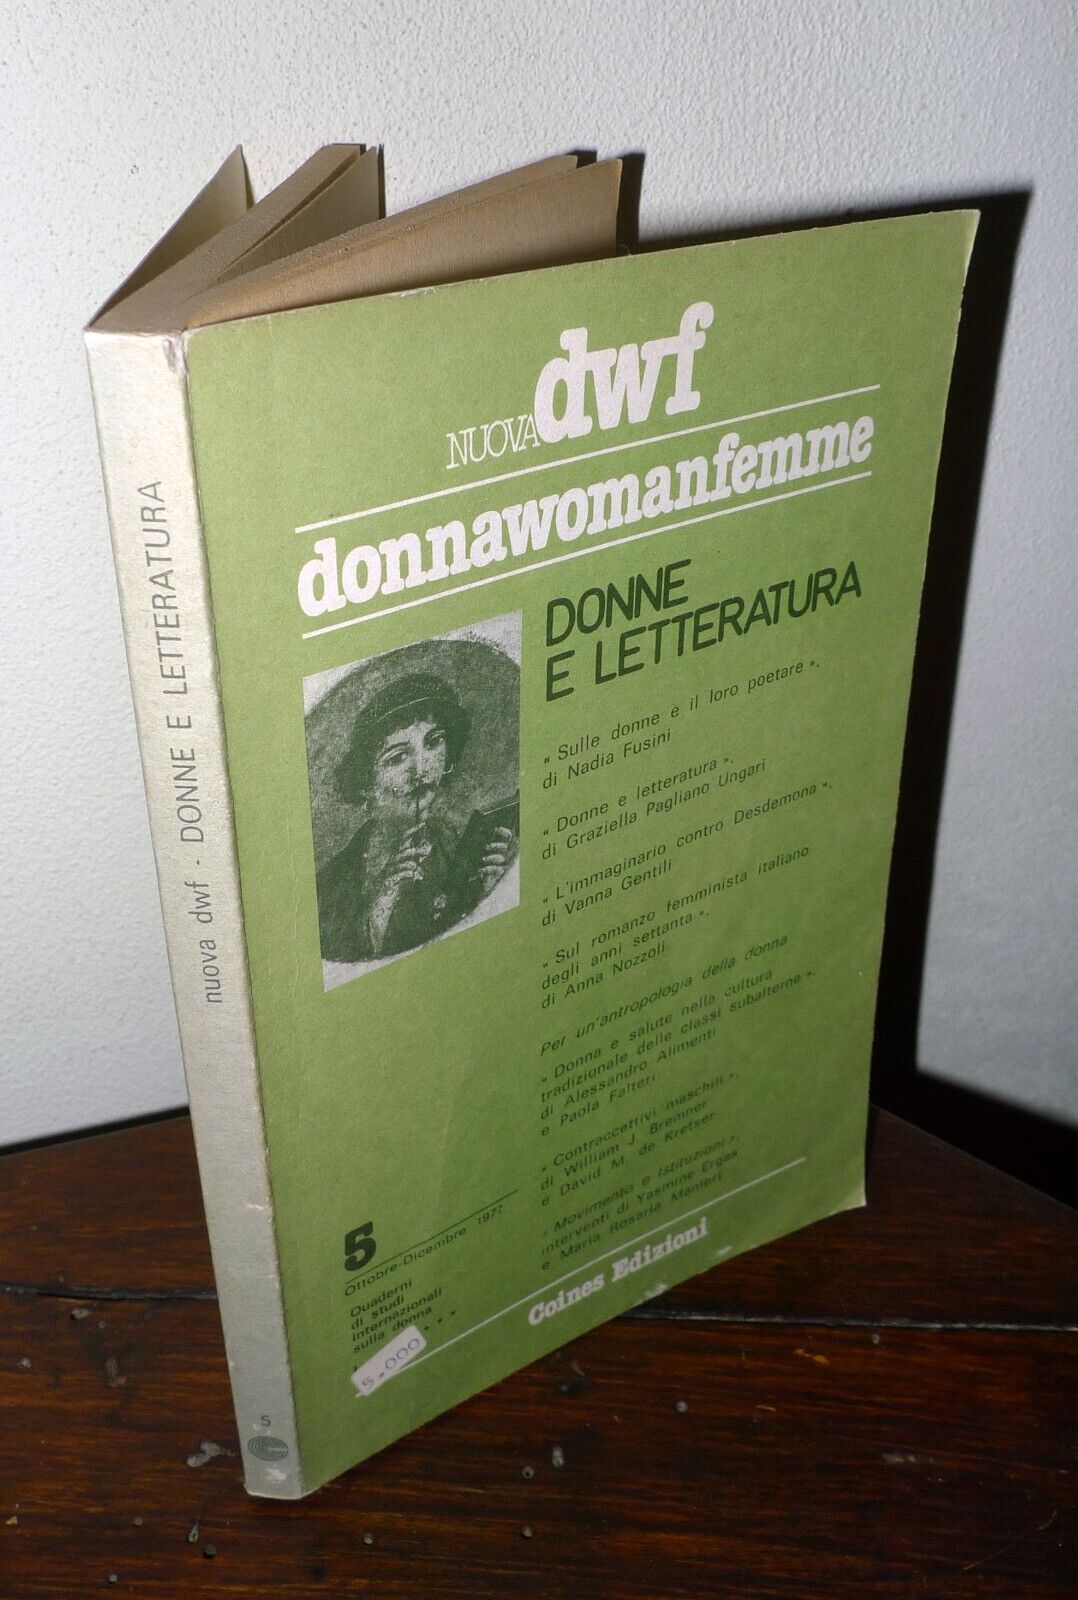 nuova dwf · DONNE E LETTERATURA
5
NUOVA dwf
donnawomanfemme
DONNE
E LETTERATURA
« Sulle donne e il loro poetare ».
di Nadia Fusini
« Donne e letteratura ».
di Graziella Pagliano Ungari
« L'immaginario contro Desdemona ».
di Vanna Gentili
« Sul romanzo femminista italiano
degli anni settanta ».
di Anna Nozzoli
Per un'antropologia della donna
« Donna e salute nella cultura
tradizionale delle classi subalterne ».
di Alessandro Alimenti
e Paola Falteri
« Contraccettivi maschili ».
di William J. Bremner
e David M. de Kretser
« Movimento e Istituzioni ».
interventi di Yasmine Ergas
e Maria Rosaria Manieri
5
Ottobre-Dicembre 1977
Quaderni
di studi
internazionali
sulla donna
5.000
Coines Edizioni